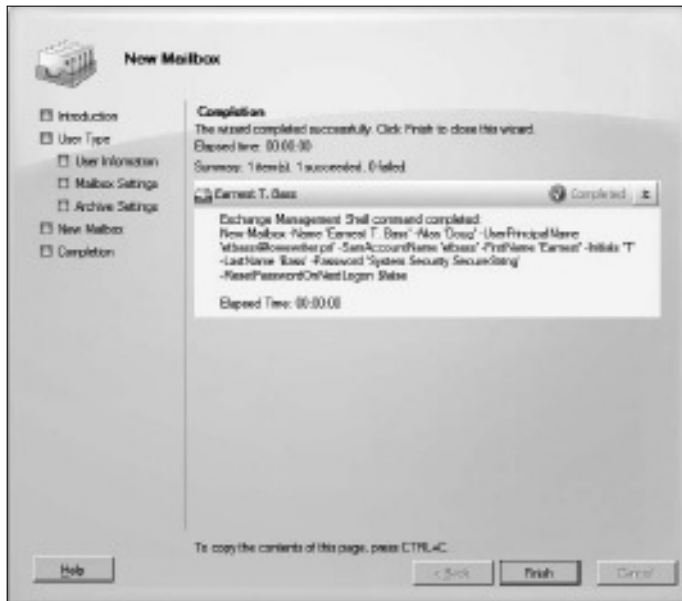 New Mailbox
Introduction
User Type
User Information
Mailbox Settings
Archive Settings
New Mailbox
Completion
Completion
The wizard completed successfully. Click Finish to close this wizard.
Elapsed time: 00:00:00
Summary: 1 item(s). 1 succeeded, 0 failed.
Earnest T. Bass
Completed
Exchange Management Shell command completed:
New-Mailbox -Name 'Earnest T. Bass' -Alias 'Doug' -UserPrincipalName
-SamAccountName 'etbass' -FirstName 'Earnest' -Initials 'T'
-LastName 'Bass' -Password 'System.Security.SecureString'
-ResetPasswordOnNextLogon $false
Elapsed Time: 00:00:00
To copy the contents of this page, press CTRL+C.
Help
< Back
Finish
Cancel